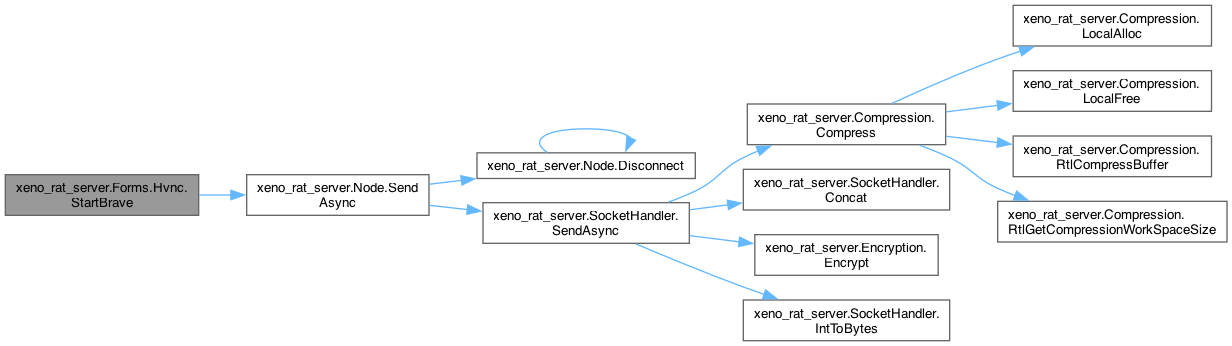 xeno_rat_server.Forms.Hvnc.
StartBrave
xeno_rat_server.Node.Send
Async
xeno_rat_server.Node.Disconnect
xeno_rat_server.SocketHandler.
SendAsync
xeno_rat_server.Compression.
Compress
xeno_rat_server.SocketHandler.
Concat
xeno_rat_server.Encryption.
Encrypt
xeno_rat_server.SocketHandler.
IntToBytes
xeno_rat_server.Compression.
LocalAlloc
xeno_rat_server.Compression.
LocalFree
xeno_rat_server.Compression.
RtlCompressBuffer
xeno_rat_server.Compression.
RtlGetCompressionWorkSpaceSize